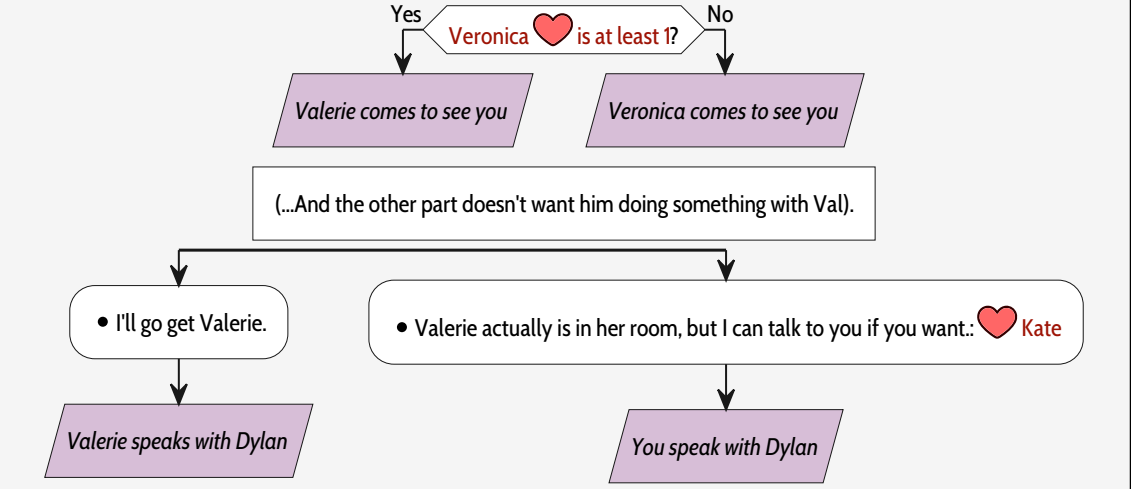 Yes
No
Veronica is at least 1?
Valerie comes to see you
Veronica comes to see you
(...And the other part doesn't want him doing something with Val).
• I'll go get Valerie.
• Valerie actually is in her room, but I can talk to you if you want.: Kate
Valerie speaks with Dylan
You speak with Dylan